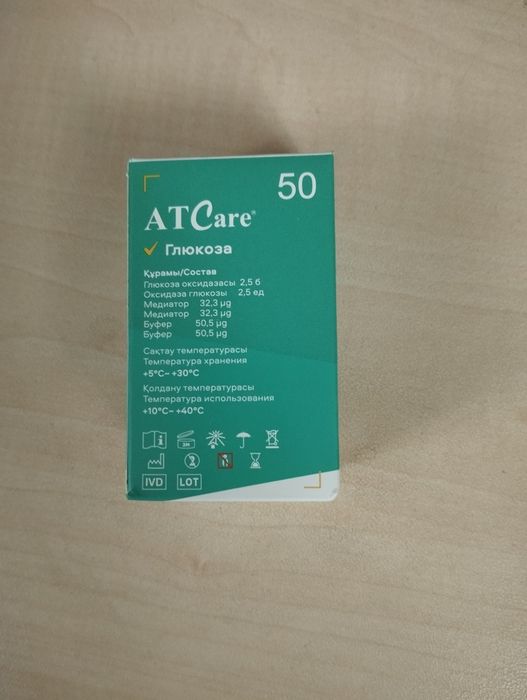 50
ATCare®
Глюкоза
Құрамы/Состав
Глюкоза оксидазасы 2,5 б
Оксидаза глюкозы 2,5 ед
Медиатор 32,3 µg
Медиатор 32,3 µg
Буфер 50,5 µg
Буфер 50,5 µg
Сақтау температурасы
Температура хранения
+5°C~ +30°C
Қолдану температурасы
Температура использования
+10°C~ +40°C
IVD LOT